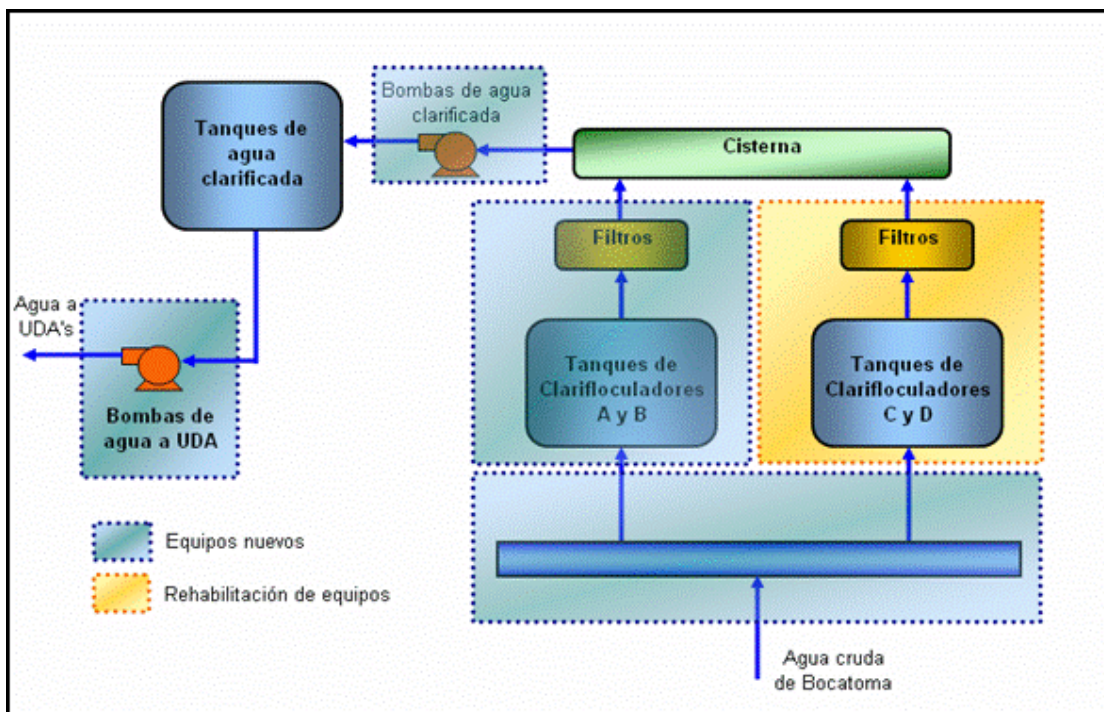 Bombas de agua
clarificada
Tanques de
agua
clarificada
Cisterna
Filtros
Filtros
Agua a
UDA's
Tanques de
Clarifloculadores
A y B
Tanques de
Clarifloculadores
C y D
Bombas de
agua a UDA
Equipos nuevos
Rehabilitación de equipos
Agua cruda
de Bocatoma